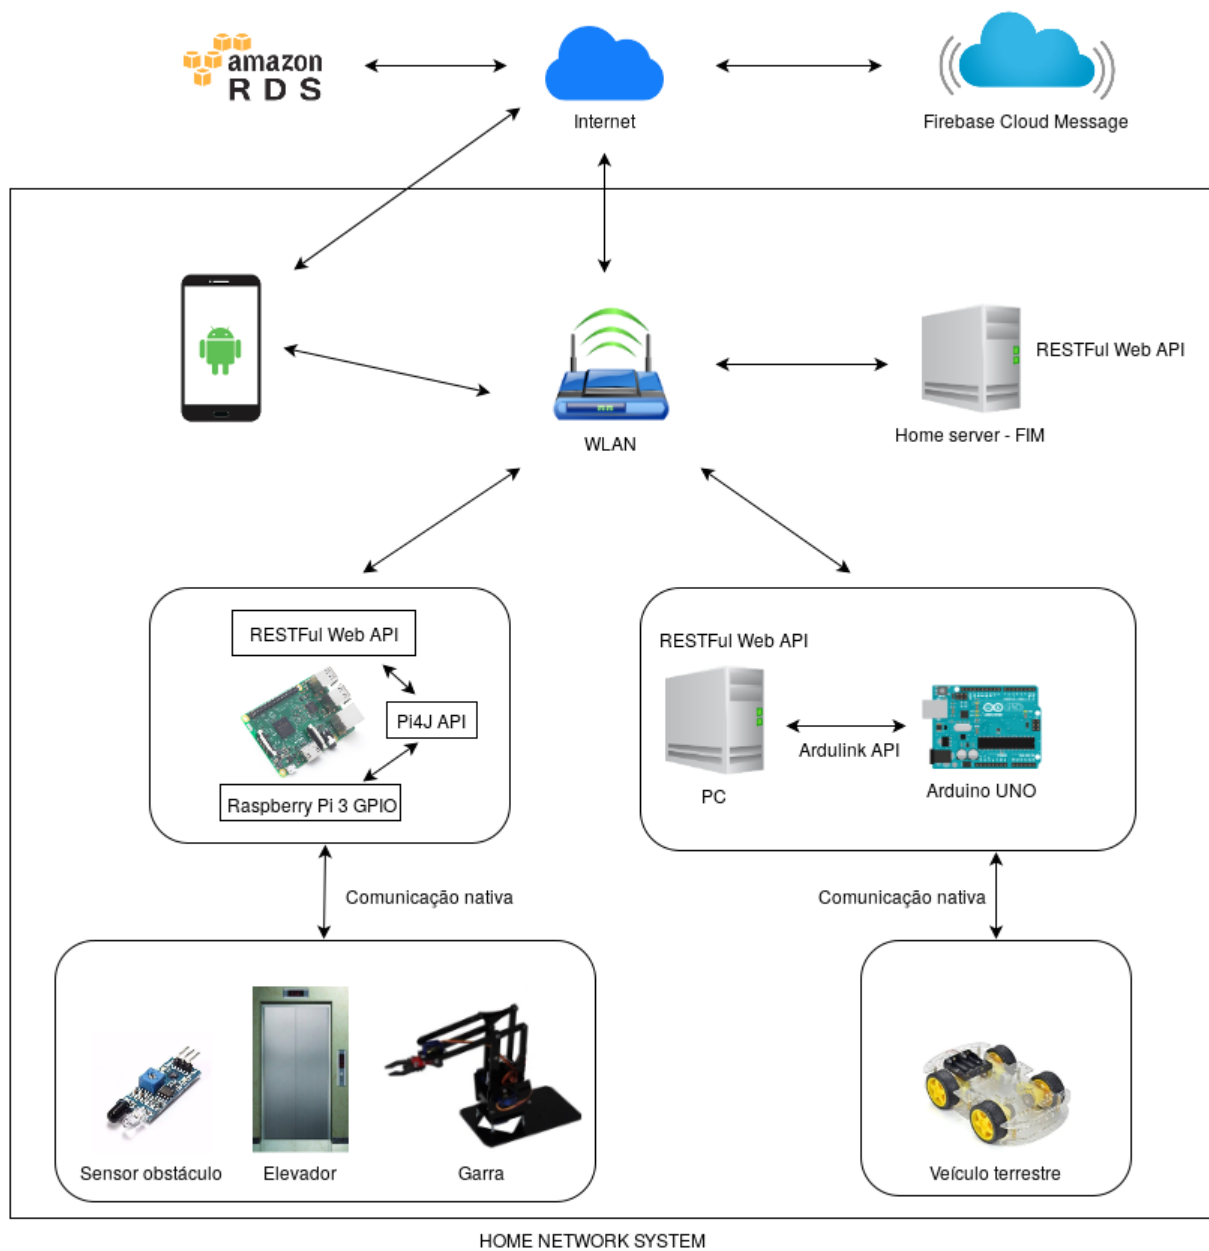 amazon
RDS
Internet
Firebase Cloud Message
RESTFul Web API
WLAN
Home server - FIM
RESTFul Web API
Pi4J API
Raspberry Pi 3 GPIO
RESTFul Web API
Ardulink API
PC
Arduino UNO
Comunicação nativa
Comunicação nativa
Sensor obstáculo
Elevador
Garra
Veículo terrestre
HOME NETWORK SYSTEM